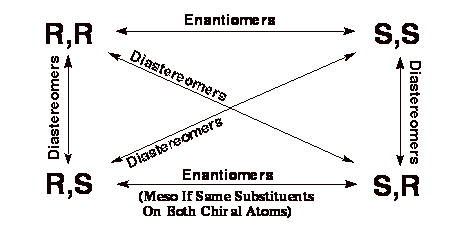 Enantiomers
R,R S,S
Diastereomers
Diastereomers
Diastereomers
Diastereomers
R,S Enantiomers S,R
(Meso If Same Substituents
On Both Chiral Atoms)